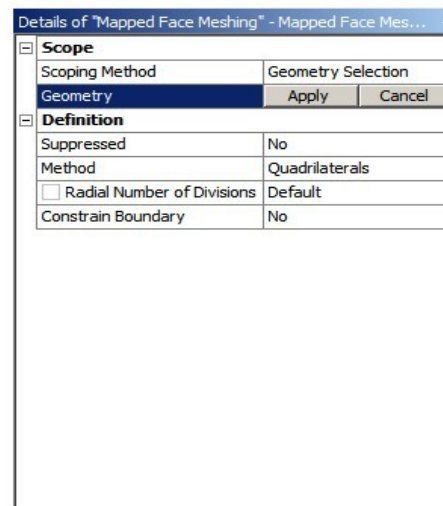 Details of "Mapped Face Meshing" - Mapped Face Mes...
Scope
Scoping Method Geometry Selection
Geometry Apply Cancel
Definition
Suppressed No
Method Quadrilaterals
Radial Number of Divisions Default
Constrain Boundary No